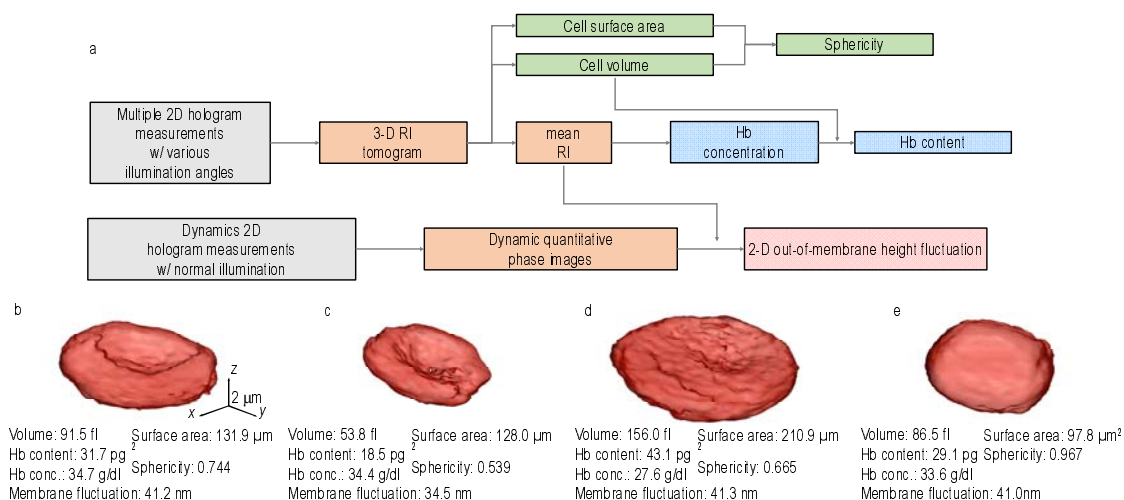 a
Cell surface area
Sphericity
Cell volume
Multiple 2D hologram
measurements
w/ various
illumination angles
3-D RI
tomogram
mean
RI
Hb
concentration
Hb content
Dynamics 2D
hologram measurements
w/ normal illumination
Dynamic quantitative
phase images
2-D out-of-membrane height fluctuation
b
z
2 μm
x
y
Volume: 91.5 fl
Surface area: 131.9 μm
2
Hb content: 31.7 pg
Sphericity: 0.744
Hb conc.: 34.7 g/dl
Membrane fluctuation: 41.2 nm
c
Volume: 53.8 fl
Surface area: 128.0 μm
2
Hb content: 18.5 pg
Sphericity: 0.539
Hb conc.: 34.4 g/dl
Membrane fluctuation: 34.5 nm
d
Volume: 156.0 fl
Surface area: 210.9 μm
2
Hb content: 43.1 pg
Sphericity: 0.665
Hb conc.: 27.6 g/dl
Membrane fluctuation: 41.3 nm
e
Volume: 86.5 fl
Surface area: 97.8 μm²
Hb content: 29.1 pg
Sphericity: 0.967
Hb conc.: 33.6 g/dl
Membrane fluctuation: 41.0nm